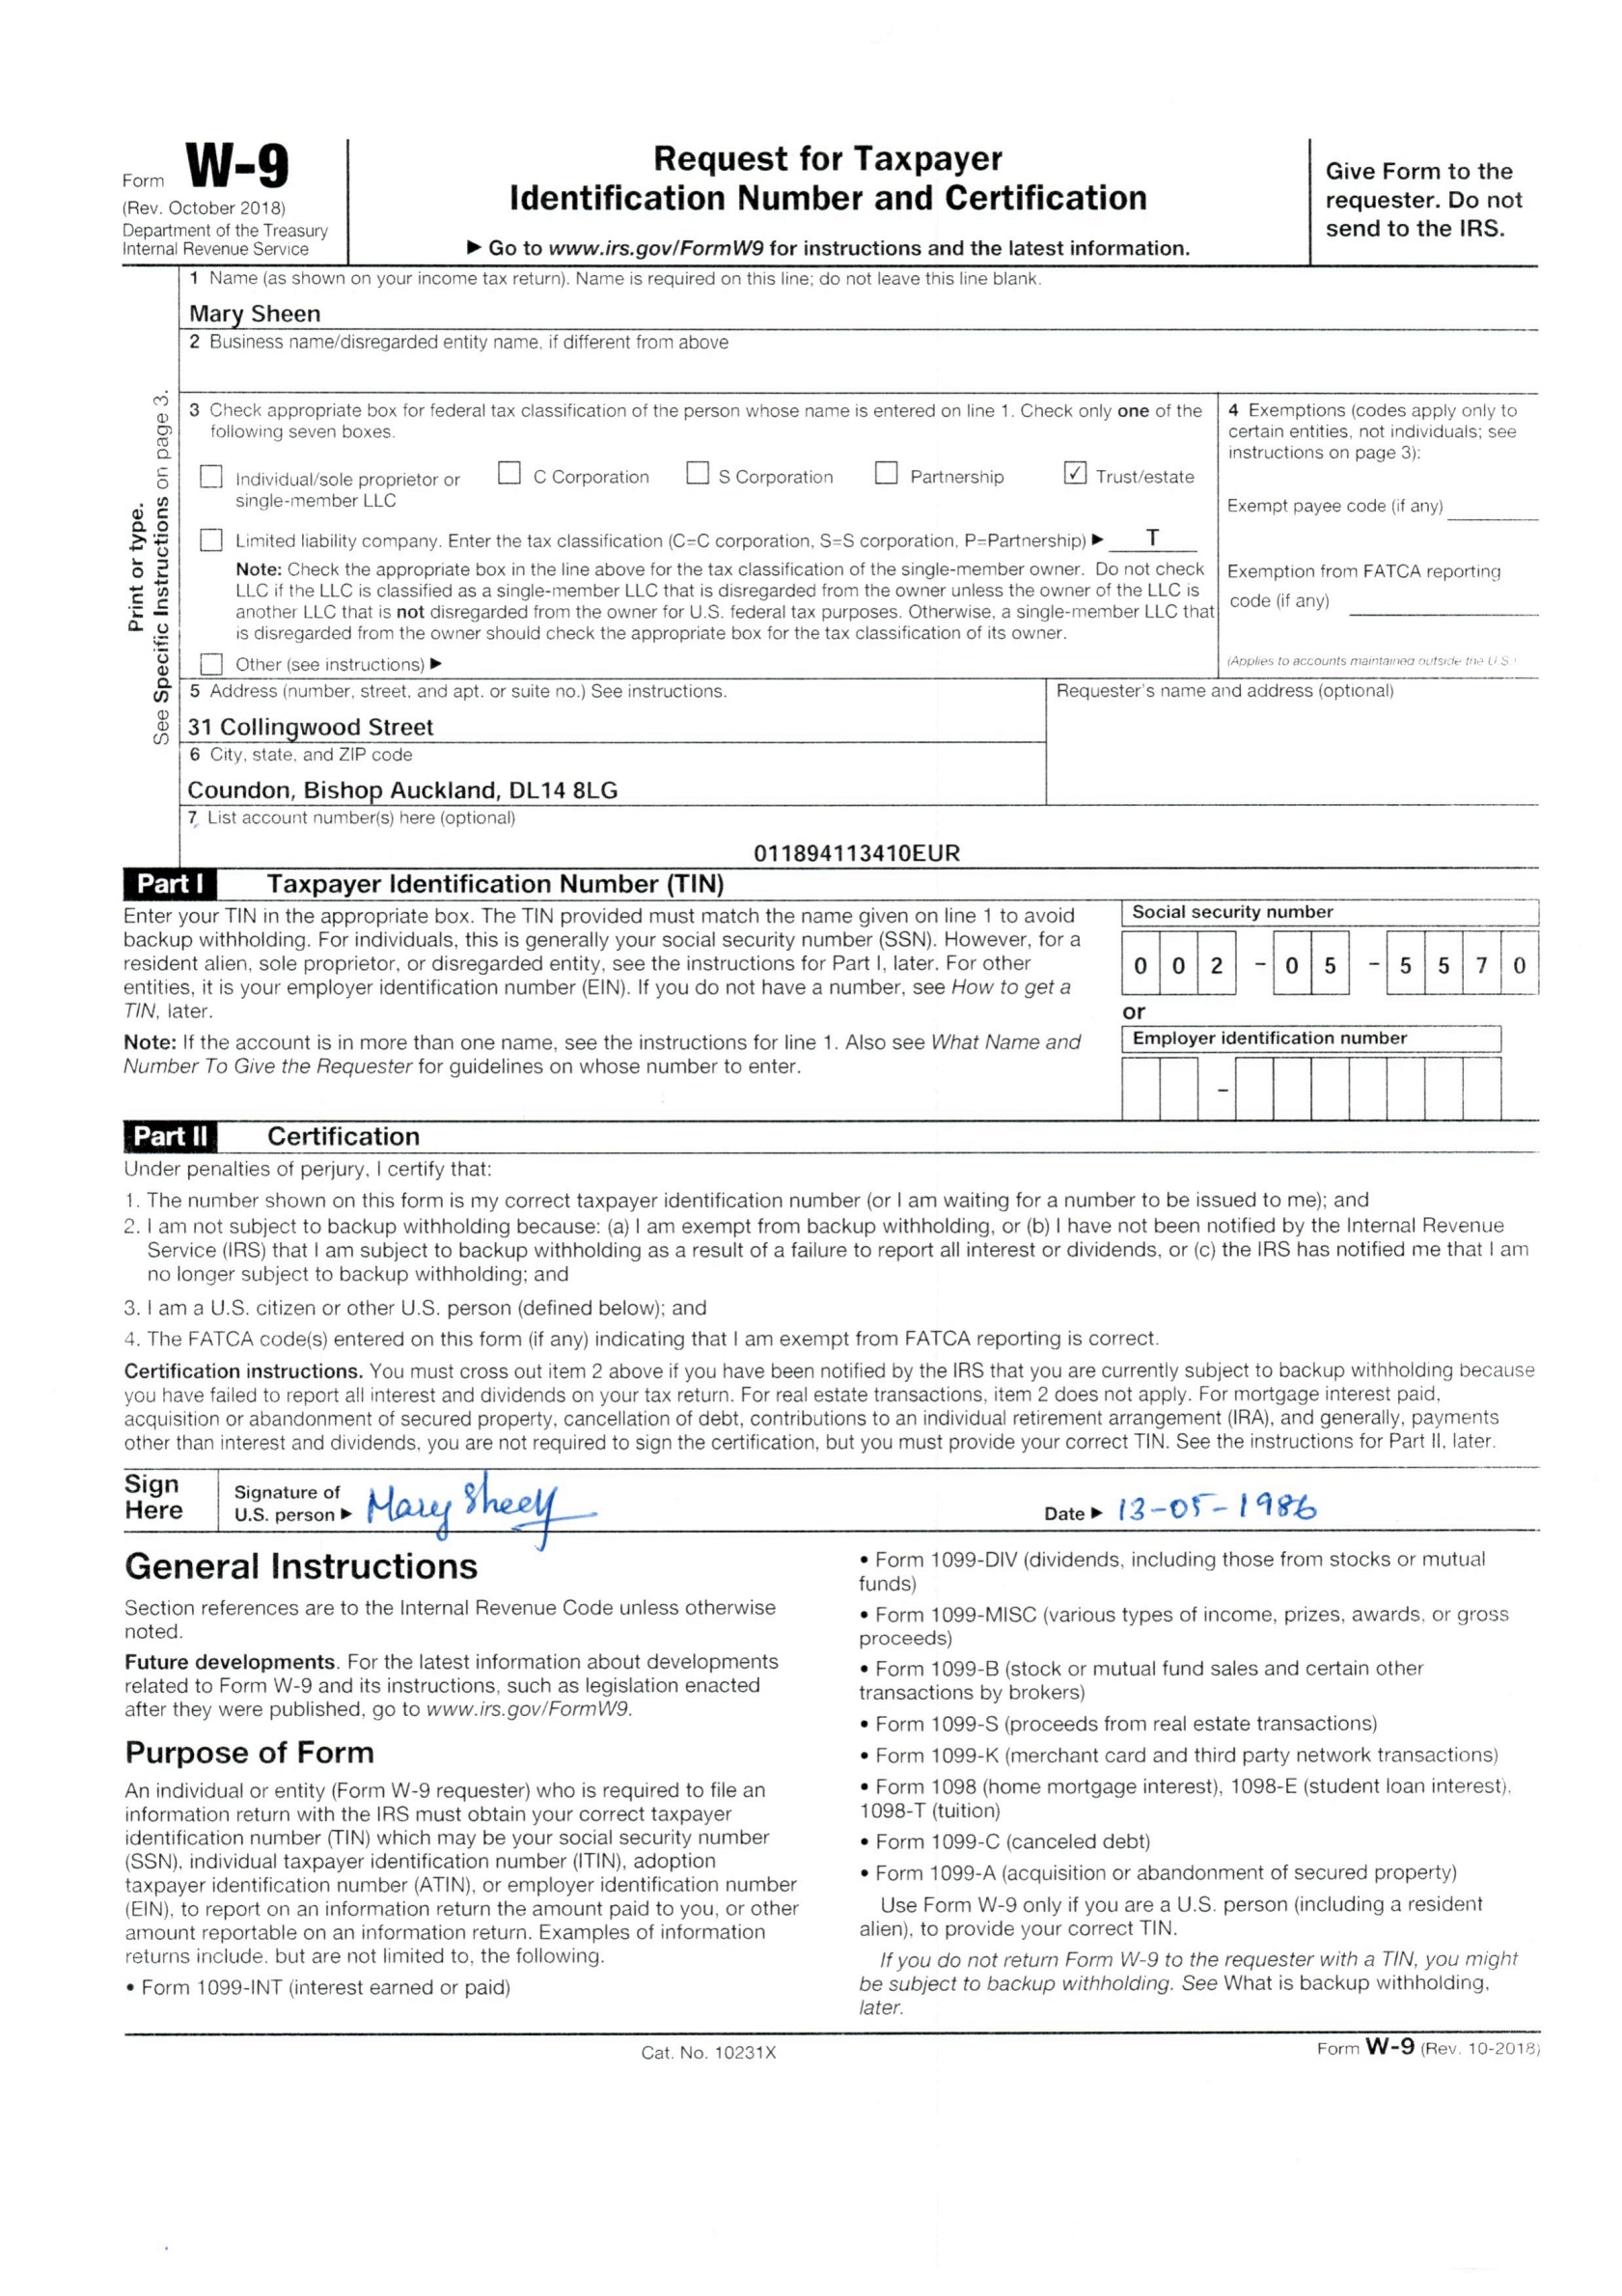 Form W-9
(Rev. October 2018)
Department of the Treasury
Internal Revenue Service
Request for Taxpayer
Identification Number and Certification
▶ Go to www.irs.gov/FormW9 for instructions and the latest information.
Give Form to the
requester. Do not
send to the IRS.
Print or type.
See Specific Instructions on page 3.
1 Name (as shown on your income tax return). Name is required on this line; do not leave this line blank.
Mary Sheen
2 Business name/disregarded entity name, if different from above
3 Check appropriate box for federal tax classification of the person whose name is entered on line 1. Check only one of the
following seven boxes.
Individual/sole proprietor or
single-member LLC
C Corporation
S Corporation
Partnership
✓ Trust/estate
Limited liability company. Enter the tax classification (C=C corporation, S=S corporation, P=Partnership) ▶ T
Note: Check the appropriate box in the line above for the tax classification of the single-member owner. Do not check
LLC if the LLC is classified as a single-member LLC that is disregarded from the owner unless the owner of the LLC is
another LLC that is not disregarded from the owner for U.S. federal tax purposes. Otherwise, a single-member LLC that
is disregarded from the owner should check the appropriate box for the tax classification of its owner.
Other (see instructions) ▶
4 Exemptions (codes apply only to
certain entities, not individuals; see
instructions on page 3):
Exempt payee code (if any)
Exemption from FATCA reporting
code (if any)
(Applies to accounts maintained outside the U.S.)
5 Address (number, street, and apt. or suite no.) See instructions.
31 Collingwood Street
Requester's name and address (optional)
6 City, state, and ZIP code
Coundon, Bishop Auckland, DL14 8LG
7 List account number(s) here (optional)
011894113410EUR
Part I Taxpayer Identification Number (TIN)
Enter your TIN in the appropriate box. The TIN provided must match the name given on line 1 to avoid
backup withholding. For individuals, this is generally your social security number (SSN). However, for a
resident alien, sole proprietor, or disregarded entity, see the instructions for Part I, later. For other
entities, it is your employer identification number (EIN). If you do not have a number, see How to get a
TIN, later.
Note: If the account is in more than one name, see the instructions for line 1. Also see What Name and
Number To Give the Requester for guidelines on whose number to enter.
Social security number
0 0 2 - 0 5 - 5 5 7 0
or
Employer identification number
-
Part II Certification
Under penalties of perjury, I certify that:
1. The number shown on this form is my correct taxpayer identification number (or I am waiting for a number to be issued to me); and
2. I am not subject to backup withholding because: (a) I am exempt from backup withholding, or (b) I have not been notified by the Internal Revenue
Service (IRS) that I am subject to backup withholding as a result of a failure to report all interest or dividends, or (c) the IRS has notified me that I am
no longer subject to backup withholding; and
3. I am a U.S. citizen or other U.S. person (defined below); and
4. The FATCA code(s) entered on this form (if any) indicating that I am exempt from FATCA reporting is correct.
Certification instructions. You must cross out item 2 above if you have been notified by the IRS that you are currently subject to backup withholding because
you have failed to report all interest and dividends on your tax return. For real estate transactions, item 2 does not apply. For mortgage interest paid,
acquisition or abandonment of secured property, cancellation of debt, contributions to an individual retirement arrangement (IRA), and generally, payments
other than interest and dividends, you are not required to sign the certification, but you must provide your correct TIN. See the instructions for Part II, later.
Sign
Here
Signature of
U.S. person ▶ Mary Sheen
Date ▶ 13-05-1986
General Instructions
Section references are to the Internal Revenue Code unless otherwise
noted.
Future developments. For the latest information about developments
related to Form W-9 and its instructions, such as legislation enacted
after they were published, go to www.irs.gov/FormW9.
Purpose of Form
An individual or entity (Form W-9 requester) who is required to file an
information return with the IRS must obtain your correct taxpayer
identification number (TIN) which may be your social security number
(SSN), individual taxpayer identification number (ITIN), adoption
taxpayer identification number (ATIN), or employer identification number
(EIN), to report on an information return the amount paid to you, or other
amount reportable on an information return. Examples of information
returns include, but are not limited to, the following.
• Form 1099-INT (interest earned or paid)
• Form 1099-DIV (dividends, including those from stocks or mutual
funds)
• Form 1099-MISC (various types of income, prizes, awards, or gross
proceeds)
• Form 1099-B (stock or mutual fund sales and certain other
transactions by brokers)
• Form 1099-S (proceeds from real estate transactions)
• Form 1099-K (merchant card and third party network transactions)
• Form 1098 (home mortgage interest), 1098-E (student loan interest),
1098-T (tuition)
• Form 1099-C (canceled debt)
• Form 1099-A (acquisition or abandonment of secured property)
Use Form W-9 only if you are a U.S. person (including a resident
alien), to provide your correct TIN.
If you do not return Form W-9 to the requester with a TIN, you might
be subject to backup withholding. See What is backup withholding,
later.
Cat. No. 10231X
Form W-9 (Rev. 10-2018)